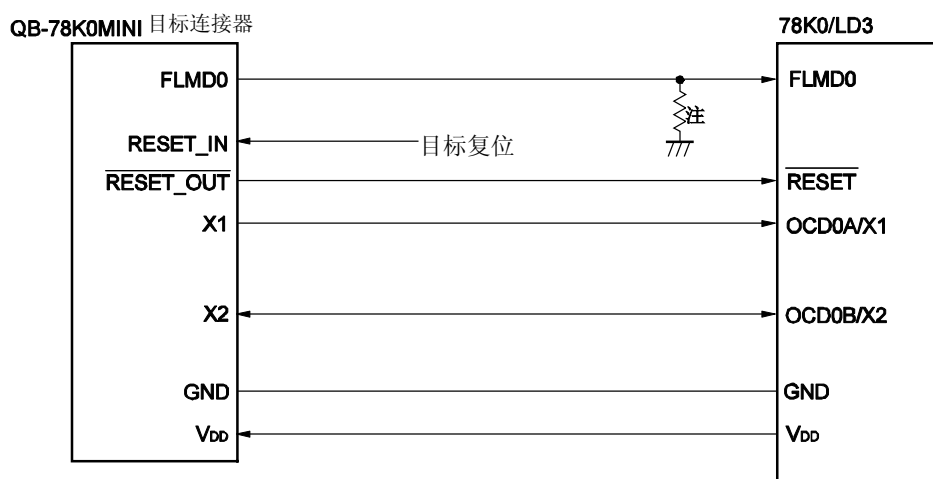 QB-78K0MINI 目标连接器
78K0/LD3
FLMD0
FLMD0
注
RESET_IN
目标复位
RESET_OUT
RESET
X1
OCD0A/X1
X2
OCD0B/X2
GND
GND
VDD
VDD